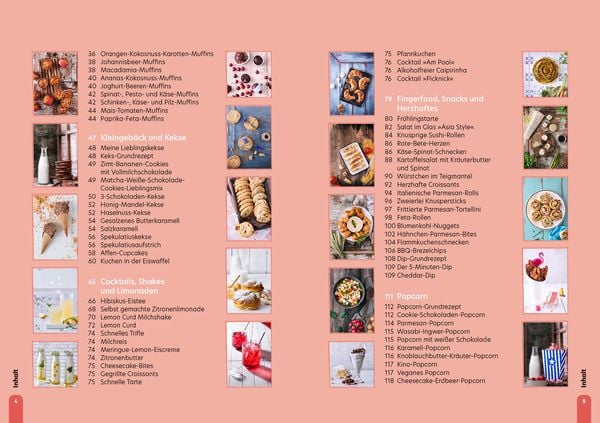 36 Orangen-Kokosnuss-Karotten-Muffins
38 Johannisbeer-Muffins
38 Macadamia-Muffins
40 Ananas-Kokosnuss-Muffins
40 Joghurt-Beeren-Muffins
42 Spinat-, Pesto- und Käse-Muffins
42 Schinken-, Käse- und Pilz-Muffins
44 Mais-Tomaten-Muffins
44 Paprika-Feta-Muffins
47 Kleingebäck und Kekse
48 Meine Lieblingskekse
48 Keks-Grundrezept
49 Zimt-Bananen-Cookies
mit Vollmilchschokolade
49 Matcha-Weiße-Schokolade-
Cookies-Lieblingsmix
50 3-Schokoladen-Kekse
52 Honig-Mandel-Kekse
52 Haselnuss-Kekse
54 Gesalzenes Butterkaramell
54 Salzkaramell
56 Spekulatiuskekse
56 Spekulatiusaufstrich
58 Affen-Cupcakes
60 Kuchen in der Eiswaffel
65 Cocktails, Shakes
und Limonaden
66 Hibiskus-Eistee
68 Selbst gemachte Zitronenlimonade
70 Lemon Curd Milchshake
72 Lemon Curd
74 Schnelles Trifle
74 Milchreis
74 Meringue-Lemon-Eiscreme
74 Zitronenbutter
75 Cheesecake-Bites
75 Gegrillte Croissants
75 Schnelle Tarte
Inhalt
4
75 Pfannkuchen
76 Cocktail »Am Pool«
76 Alkoholfreier Caipirinha
76 Cocktail »Picknick«
79 Fingerfood, Snacks und
Herzhaftes
80 Frühlingstarte
82 Salat im Glas »Asia Style«
84 Knusprige Sushi-Rollen
86 Rote-Bete-Herzen
86 Käse-Spinat-Schnecken
88 Kartoffelsalat mit Kräuterbutter
und Spinat
90 Würstchen im Teigmantel
92 Herzhafte Croissants
94 Italienische Parmesan-Rolls
96 Zweierlei Knuspersticks
97 Frittierte Parmesan-Tortellini
98 Feta-Rollen
100 Blumenkohl-Nuggets
102 Hähnchen-Parmesan-Bites
104 Flammkuchenschnecken
106 BBQ-Brezelchips
108 Dip-Grundrezept
109 Der 5-Minuten-Dip
109 Cheddar-Dip
111 Popcorn
112 Popcorn-Grundrezept
112 Cookie-Schokoladen-Popcorn
114 Parmesan-Popcorn
115 Wasabi-Ingwer-Popcorn
115 Popcorn mit weißer Schokolade
116 Karamell-Popcorn
116 Knoblauchbutter-Kräuter-Popcorn
117 Kino-Popcorn
117 Veganes Popcorn
118 Cheesecake-Erdbeer-Popcorn
Inhalt
5